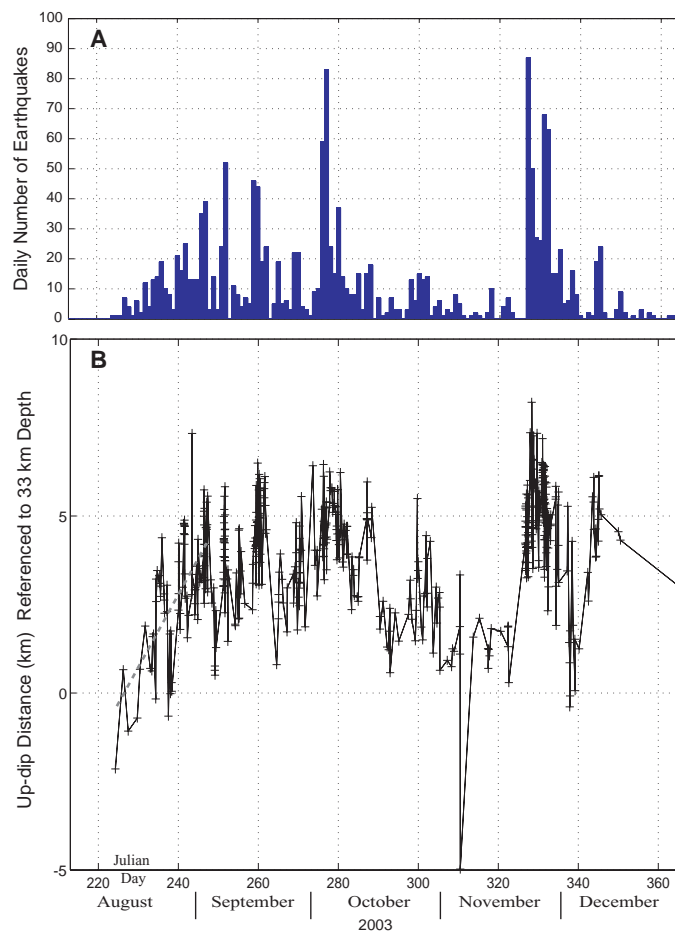 A
Daily Number of Earthquakes
100
90
80
70
60
50
40
30
20
10
0
B
Up-dip Distance (km) Referenced to 33 km Depth
10
5
0
-5
Julian
Day
220 240 260 280 300 320 340 360
August September October November December
2003